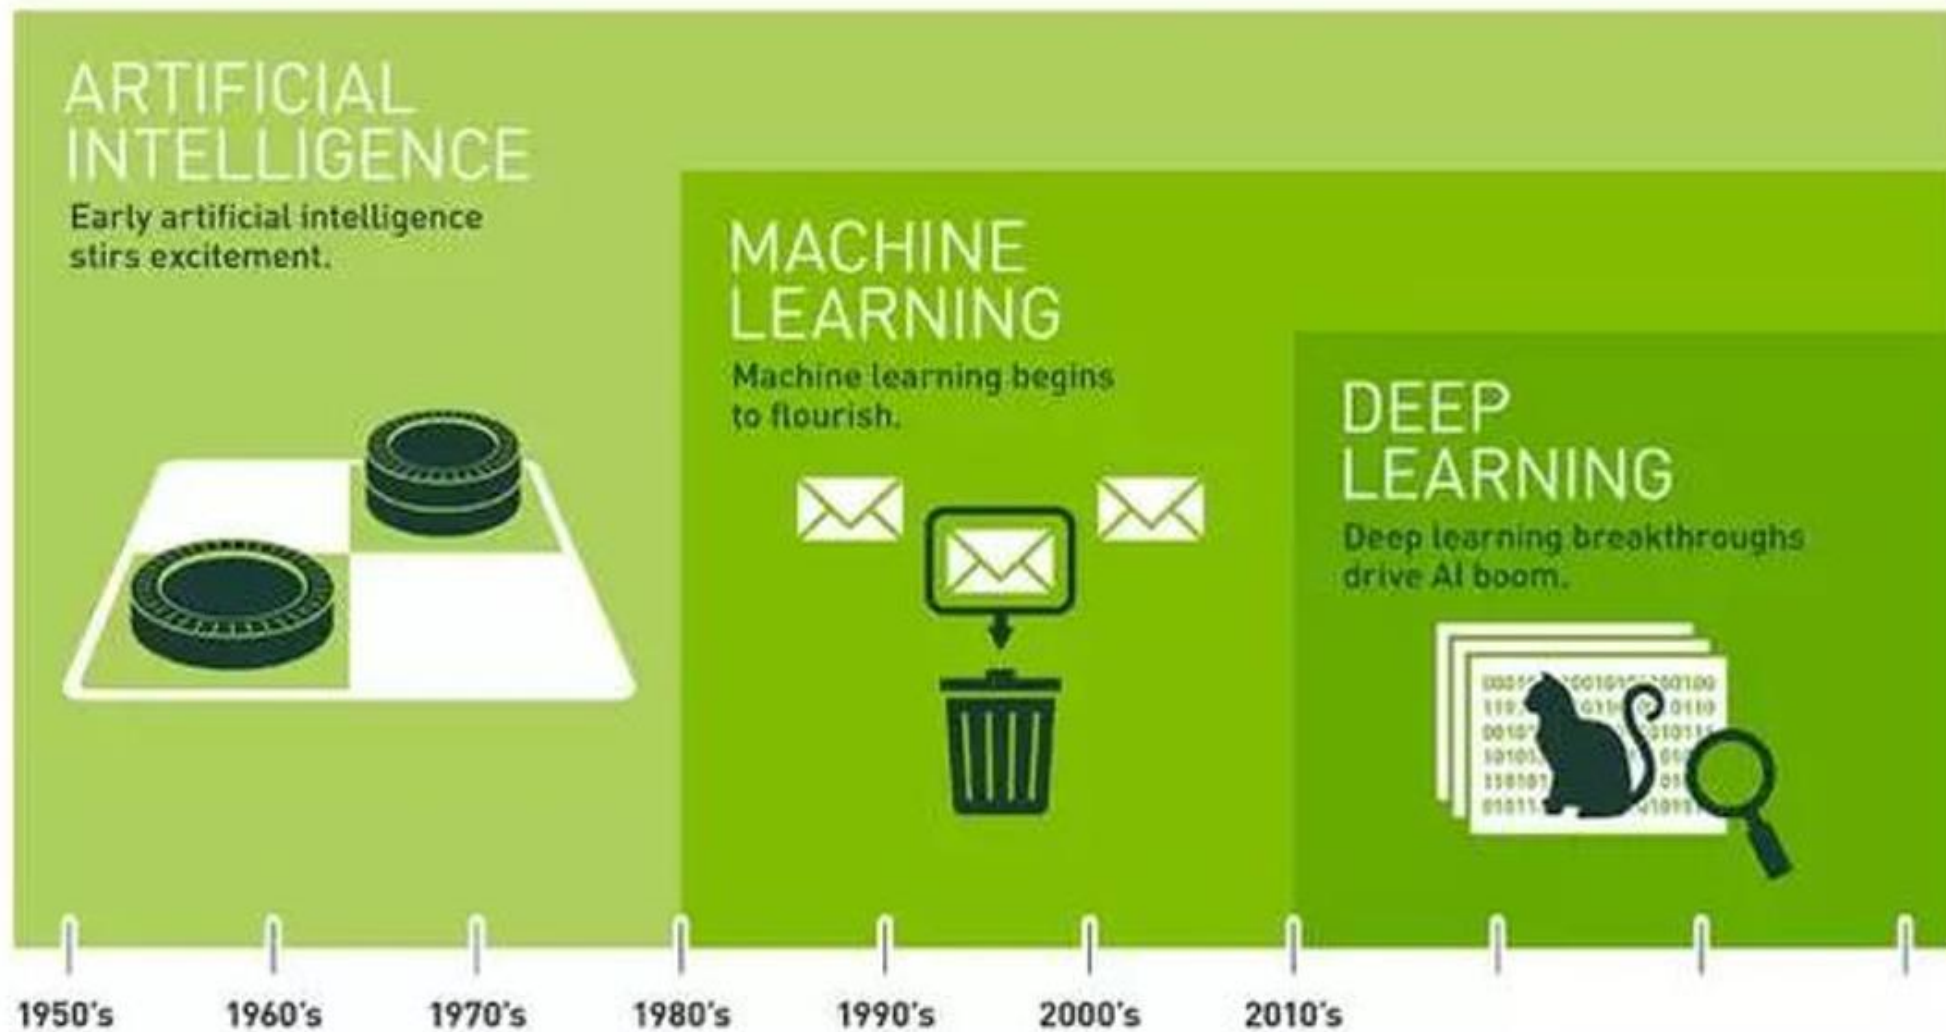 ARTIFICIAL
INTELLIGENCE
Early artificial intelligence
stirs excitement.
MACHINE
LEARNING
Machine learning begins
to flourish.
DEEP
LEARNING
Deep learning breakthroughs
drive AI boom.
1950's 1960's 1970's 1980's 1990's 2000's 2010's